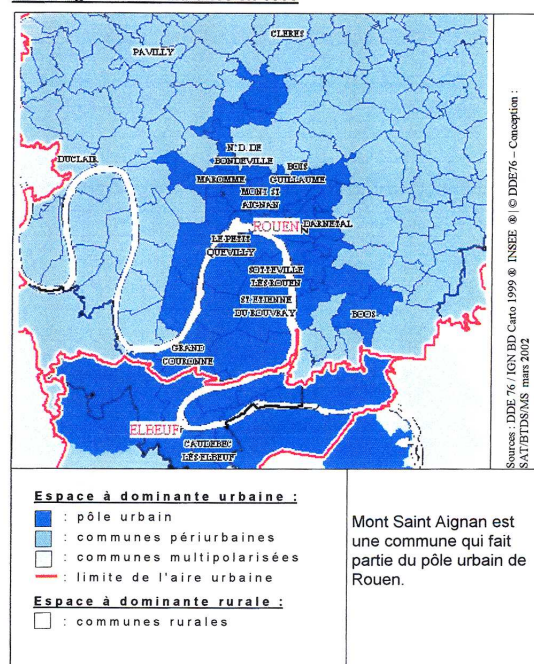 CLERES
PAVILLY
DUCLAIR
N. D. DE
BONDEVILLE
BOIS
GUILLAUME
MAROMME
MONT ST
AIGNAN
ROUEN
DARNETAL
LE PETIT
QUEVILLY
SOTTEVILLE
LES ROUEN
ST ETIENNE
DU ROUVRAY
BOOS
GRAND
COURONNE
ELBEUF
CAUDEBEC
LES ELBEUF
Sources : DDE 76 / IGN BD Carto 1999 ® INSEE ® © DDE76 – Conception :
SAT/BTDS/MS mars 2002
Espace à dominante urbaine :
: pôle urbain
: communes périurbaines
: communes multipolarisées
: limite de l'aire urbaine
Espace à dominante rurale :
: communes rurales
Mont Saint Aignan est
une commune qui fait
partie du pôle urbain de
Rouen.